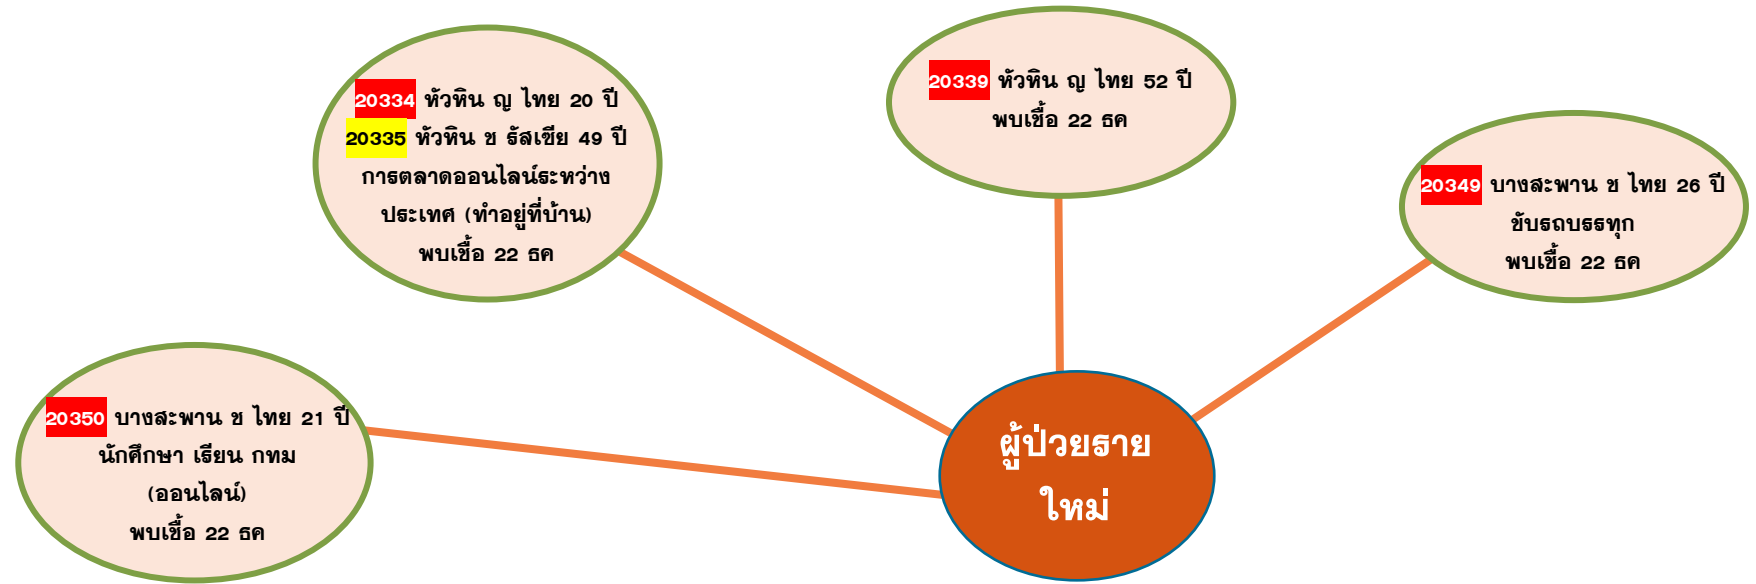 20334 หัวหิน ญ ไทย 20 ปี
20335 หัวหิน ช รัสเซีย 49 ปี
การตลาดออนไลน์ระหว่าง
ประเทศ (ทำอยู่ที่บ้าน)
พบเชื้อ 22 ธค
20339 หัวหิน ญ ไทย 52 ปี
พบเชื้อ 22 ธค
20349 บางสะพาน ช ไทย 26 ปี
ขับรถบรรทุก
พบเชื้อ 22 ธค
20350 บางสะพาน ช ไทย 21 ปี
นักศึกษา เรียน กทม
(ออนไลน์)
พบเชื้อ 22 ธค
ผู้ป่วยราย
ใหม่